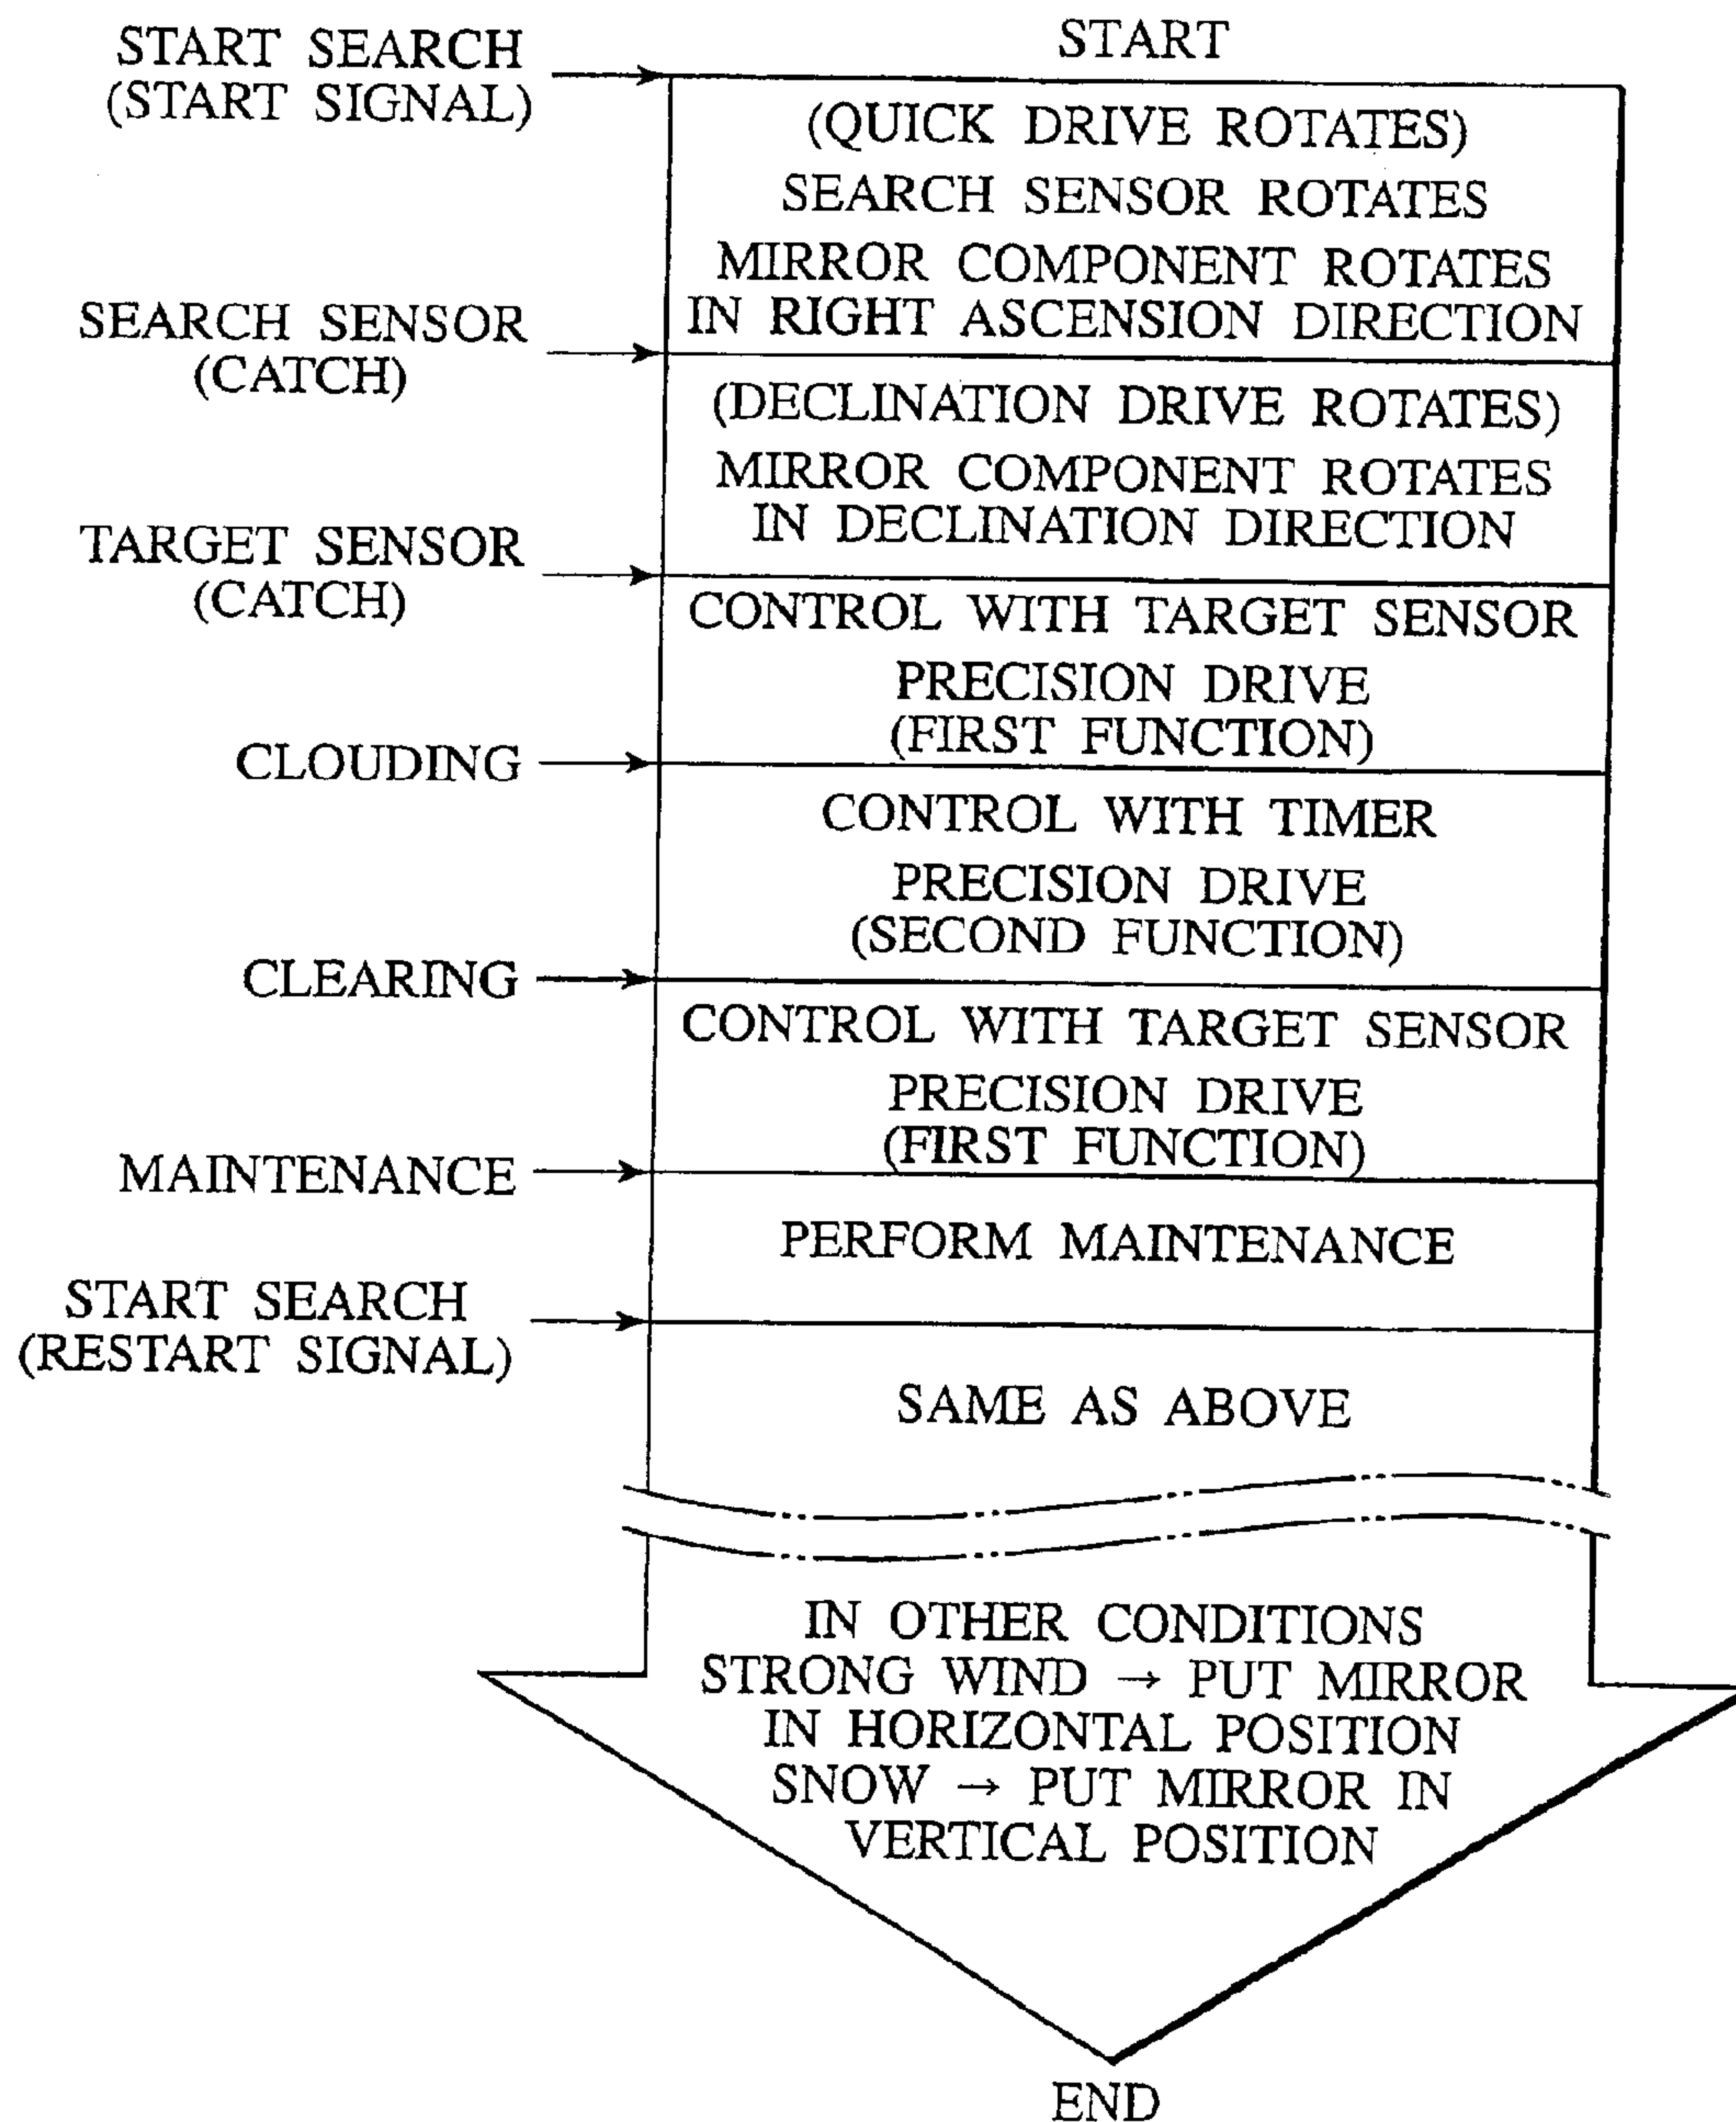 START SEARCH
(START SIGNAL)
START
(QUICK DRIVE ROTATES)
SEARCH SENSOR ROTATES
MIRROR COMPONENT ROTATES
IN RIGHT ASCENSION DIRECTION
SEARCH SENSOR
(CATCH)
(DECLINATION DRIVE ROTATES)
MIRROR COMPONENT ROTATES
IN DECLINATION DIRECTION
TARGET SENSOR
(CATCH)
CONTROL WITH TARGET SENSOR
PRECISION DRIVE
(FIRST FUNCTION)
CLOUDING
CONTROL WITH TIMER
PRECISION DRIVE
(SECOND FUNCTION)
CLEARING
CONTROL WITH TARGET SENSOR
PRECISION DRIVE
(FIRST FUNCTION)
MAINTENANCE
PERFORM MAINTENANCE
START SEARCH
(RESTART SIGNAL)
SAME AS ABOVE
IN OTHER CONDITIONS
STRONG WIND → PUT MIRROR
IN HORIZONTAL POSITION
SNOW → PUT MIRROR IN
VERTICAL POSITION
END